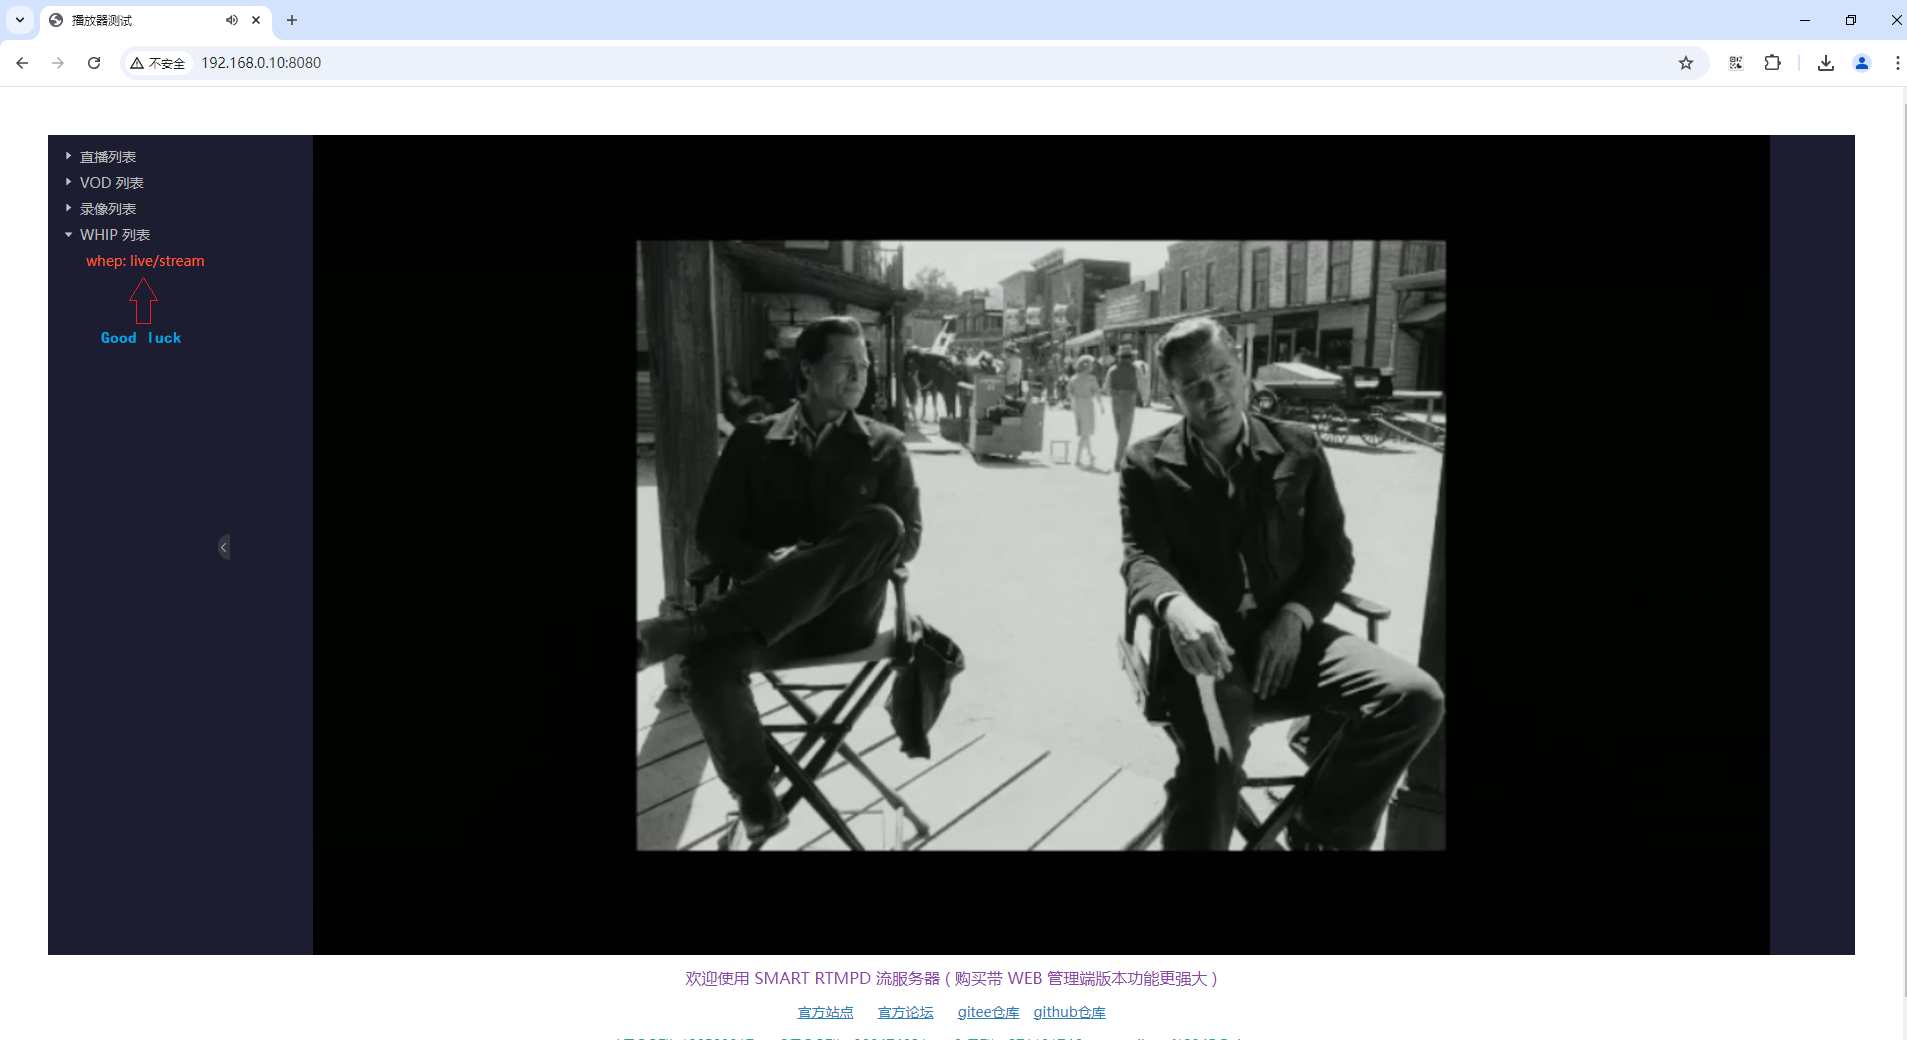 播放器测试
不安全 192.168.0.10:8080
直播列表
VOD 列表
录像列表
WHIP 列表
whep: live/stream
Good luck
欢迎使用 SMART RTMPD 流服务器 ( 购买带 WEB 管理端版本功能更强大 )
官方站点 官方论坛 gitee仓库 github仓库